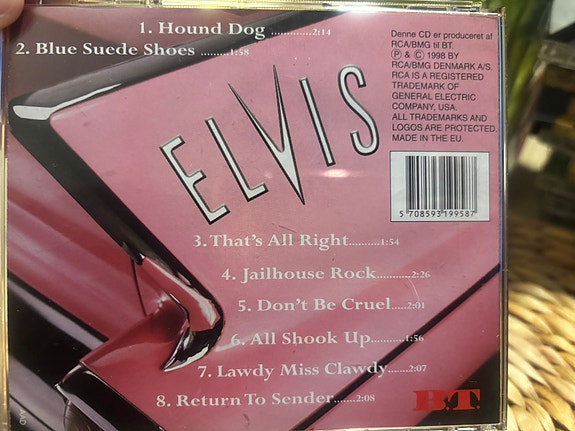 1. Hound Dog ..............2:14
2. Blue Suede Shoes .........1:58
Denne CD er produceret af
RCA/BMG til BT.
Ⓟ & © 1998 BY
RCA/BMG DENMARK A/S.
RCA IS A REGISTERED
TRADEMARK OF
GENERAL ELECTRIC
COMPANY, USA.
ALL TRADEMARKS AND
LOGOS ARE PROTECTED.
MADE IN THE EU.
ELVIS
5 708593 199587
3. That's All Right..........1:54
4. Jailhouse Rock...........2:26
5. Don't Be Cruel.....2:01
6. All Shook Up...........1:56
7. Lawdy Miss Clawdy.......2:07
8. Return To Sender.......2:08
B.T.
AAD